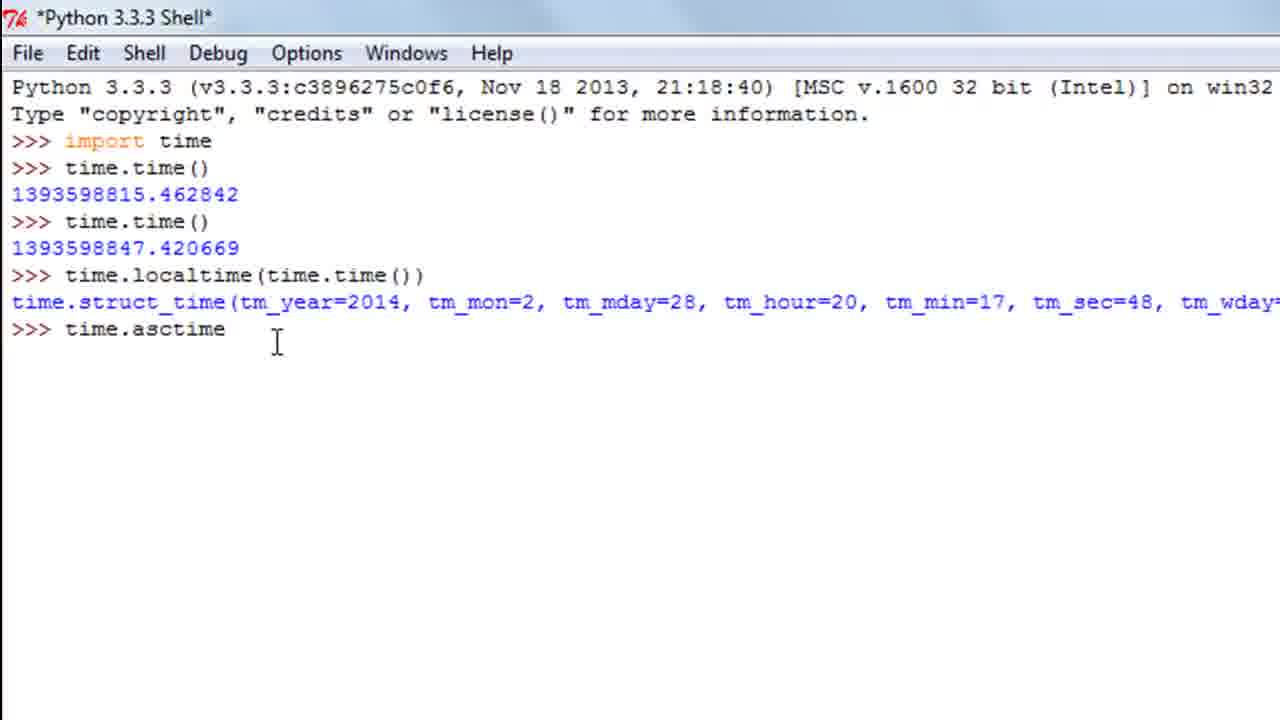 *Python 3.3.3 Shell*
File Edit Shell Debug Options Windows Help
Python 3.3.3 (v3.3.3:c3896275c0f6, Nov 18 2013, 21:18:40) [MSC v.1600 32 bit (Intel)] on win32
Type "copyright", "credits" or "license()" for more information.
>>> import time
>>> time.time()
1393598815.462842
>>> time.time()
1393598847.420669
>>> time.localtime(time.time())
time.struct_time(tm_year=2014, tm_mon=2, tm_mday=28, tm_hour=20, tm_min=17, tm_sec=48, tm_wday=
>>> time.asctime